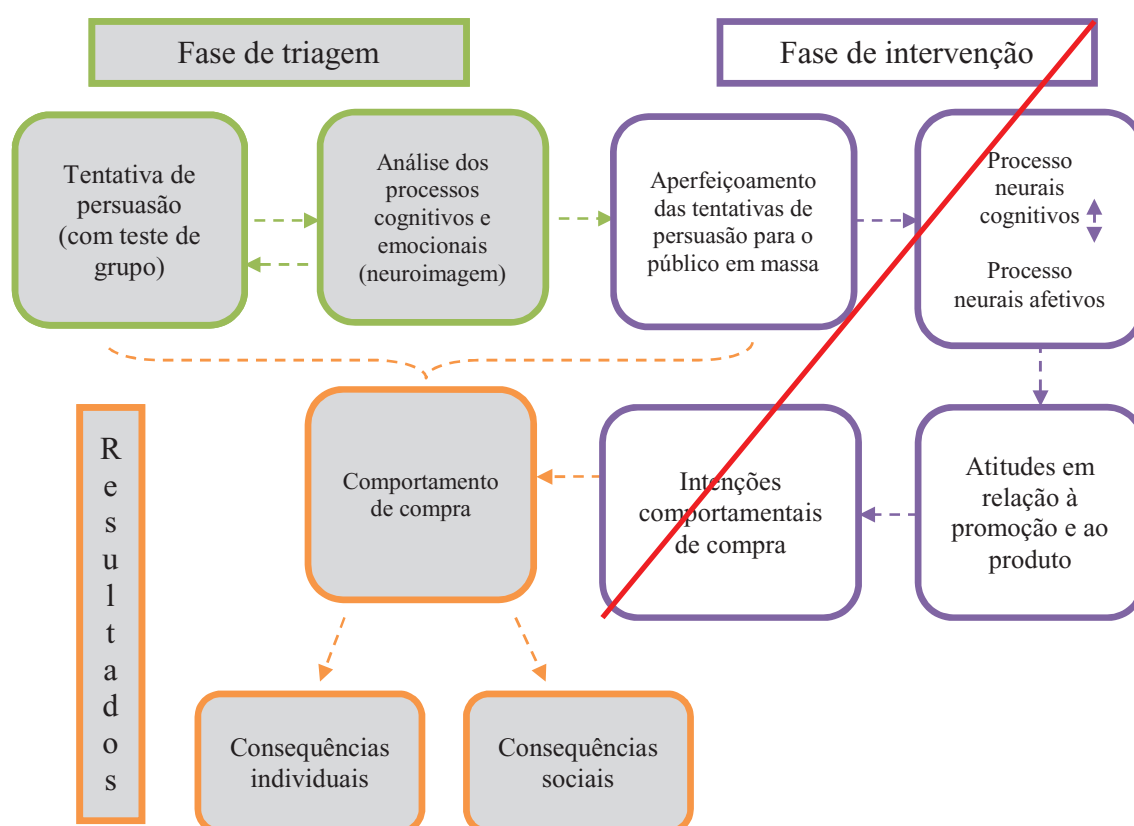 Fase de triagem
Fase de intervenção
Tentativa de
persuasão
(com teste de
grupo)
Análise dos
processos
cognitivos e
emocionais
(neuroimagem)
Aperfeiçoamento
das tentativas de
persuasão para o
público em massa
Processo
neurais
cognitivos
Processo
neurais afetivos
Resultados
Comportamento
de compra
Intenções
comportamentais
de compra
Atitudes em
relação à
promoção e ao
produto
Consequências
individuais
Consequências
sociais